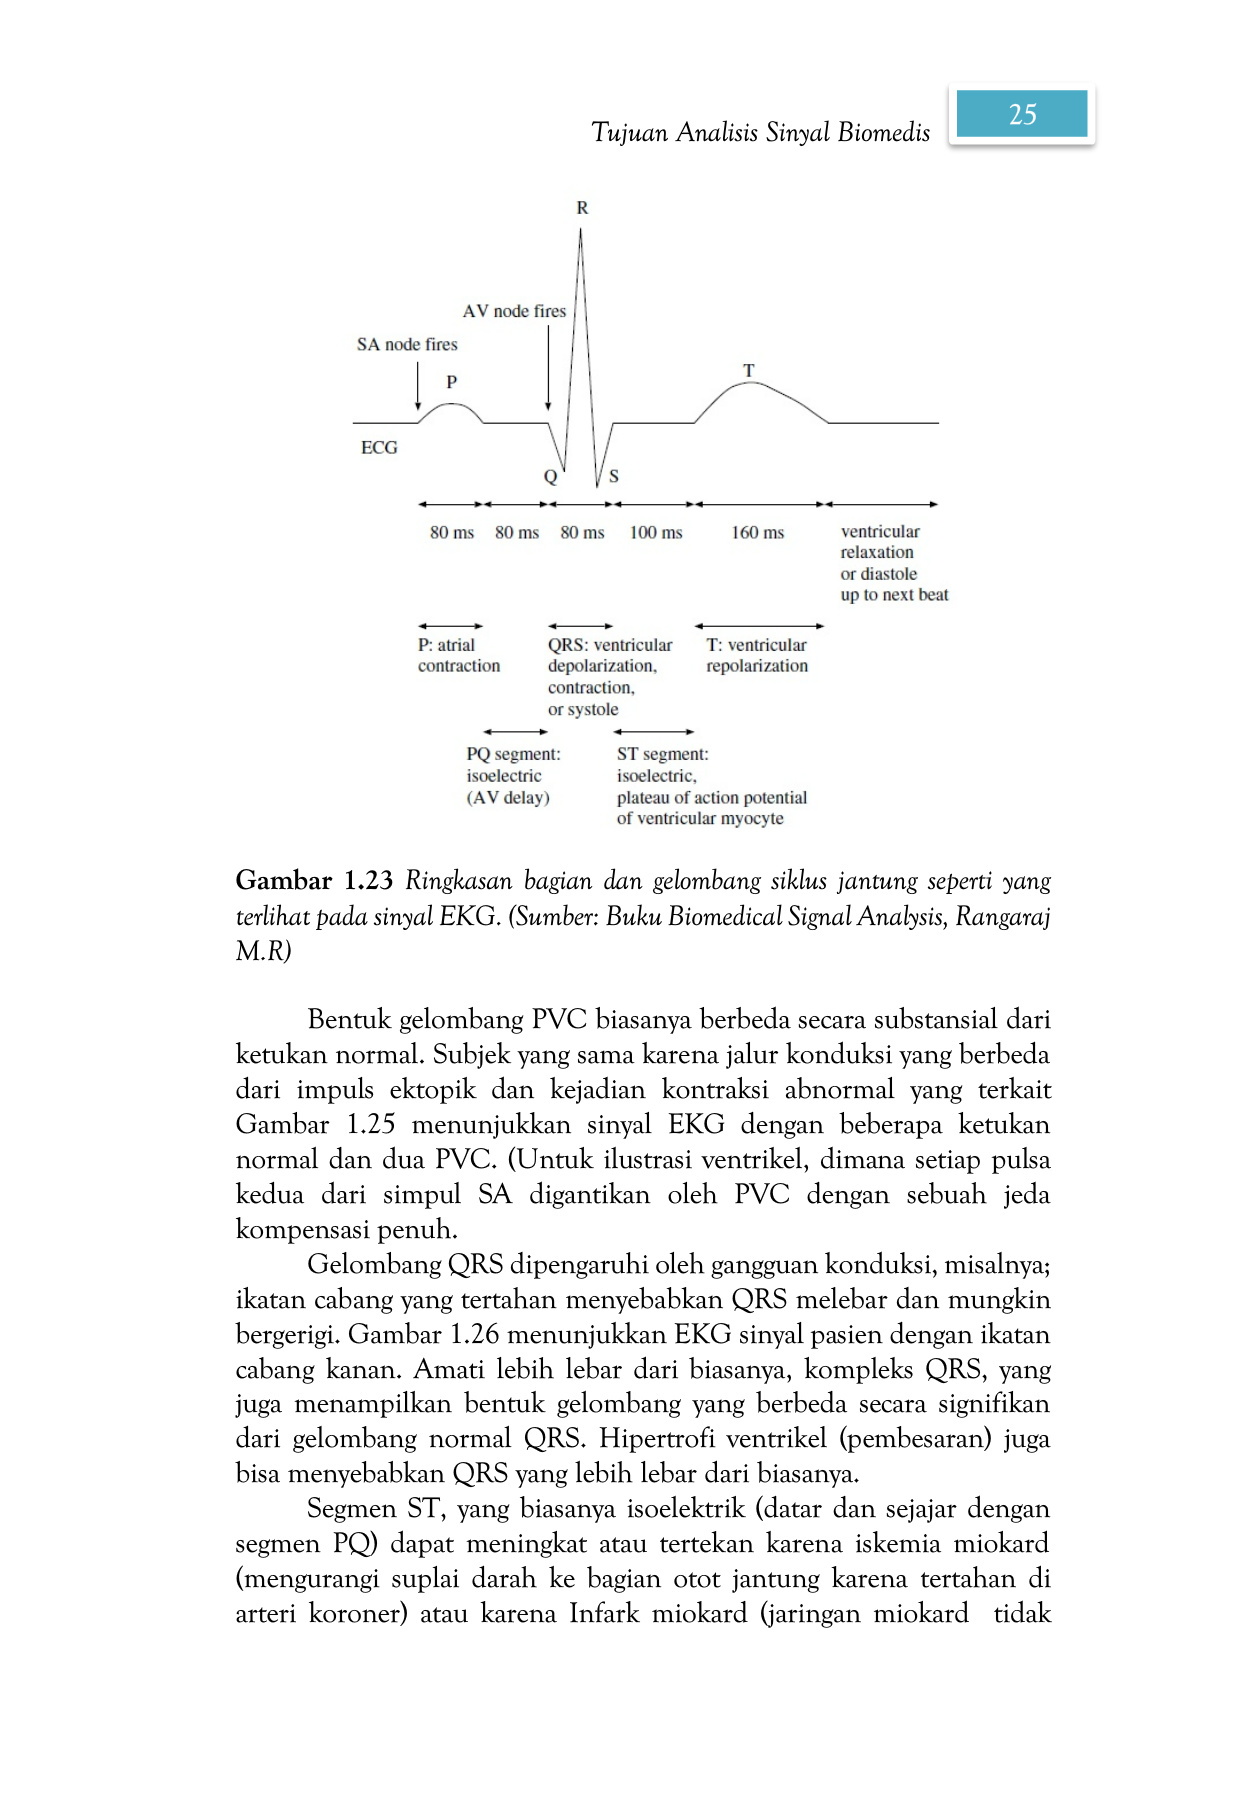 Tujuan Analisis Sinyal Biomedis
25
R
AV node fires
SA node fires
P
T
ECG
Q
S
80 ms 80 ms 80 ms 100 ms 160 ms
ventricular
relaxation
or diastole
up to next beat
P: atrial
contraction
QRS: ventricular
depolarization,
contraction,
or systole
T: ventricular
repolarization
PQ segment:
isoelectric
(AV delay)
ST segment:
isoelectric,
plateau of action potential
of ventricular myocyte
Gambar 1.23 Ringkasan bagian dan gelombang siklus jantung seperti yang
terlihat pada sinyal EKG. (Sumber: Buku Biomedical Signal Analysis, Rangaraj
M.R)
Bentuk gelombang PVC biasanya berbeda secara substansial dari
ketukan normal. Subjek yang sama karena jalur konduksi yang berbeda
dari impuls ektopik dan kejadian kontraksi abnormal yang terkait
Gambar 1.25 menunjukkan sinyal EKG dengan beberapa ketukan
normal dan dua PVC. (Untuk ilustrasi ventrikel, dimana setiap pulsa
kedua dari simpul SA digantikan oleh PVC dengan sebuah jeda
kompensasi penuh.
Gelombang QRS dipengaruhi oleh gangguan konduksi, misalnya;
ikatan cabang yang tertahan menyebabkan QRS melebar dan mungkin
bergerigi. Gambar 1.26 menunjukkan EKG sinyal pasien dengan ikatan
cabang kanan. Amati lebih lebar dari biasanya, kompleks QRS, yang
juga menampilkan bentuk gelombang yang berbeda secara signifikan
dari gelombang normal QRS. Hipertrofi ventrikel (pembesaran) juga
bisa menyebabkan QRS yang lebih lebar dari biasanya.
Segmen ST, yang biasanya isoelektrik (datar dan sejajar dengan
segmen PQ) dapat meningkat atau tertekan karena iskemia miokard
(mengurangi suplai darah ke bagian otot jantung karena tertahan di
arteri koroner) atau karena Infark miokard (jaringan miokard tidak